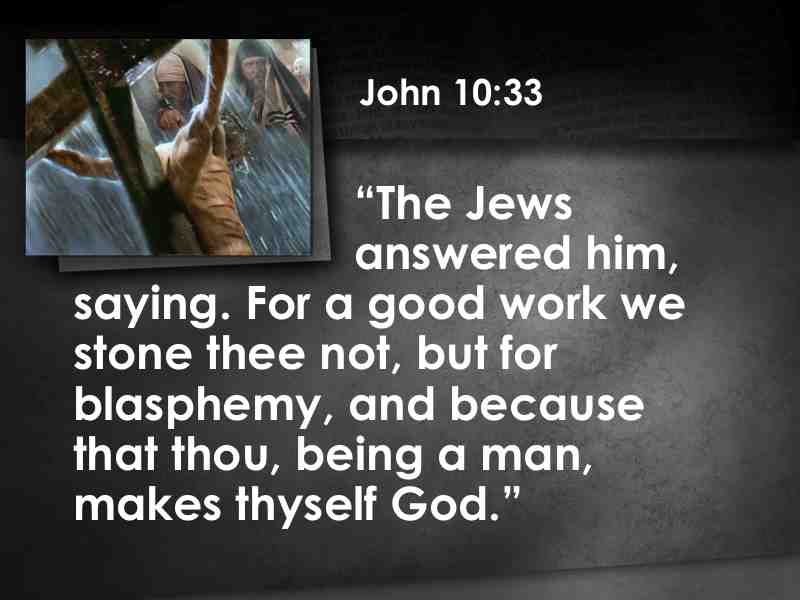 John 10:33
“The Jews
answered him,
saying. For a good work we
stone thee not, but for
blasphemy, and because
that thou, being a man,
makes thyself God.”